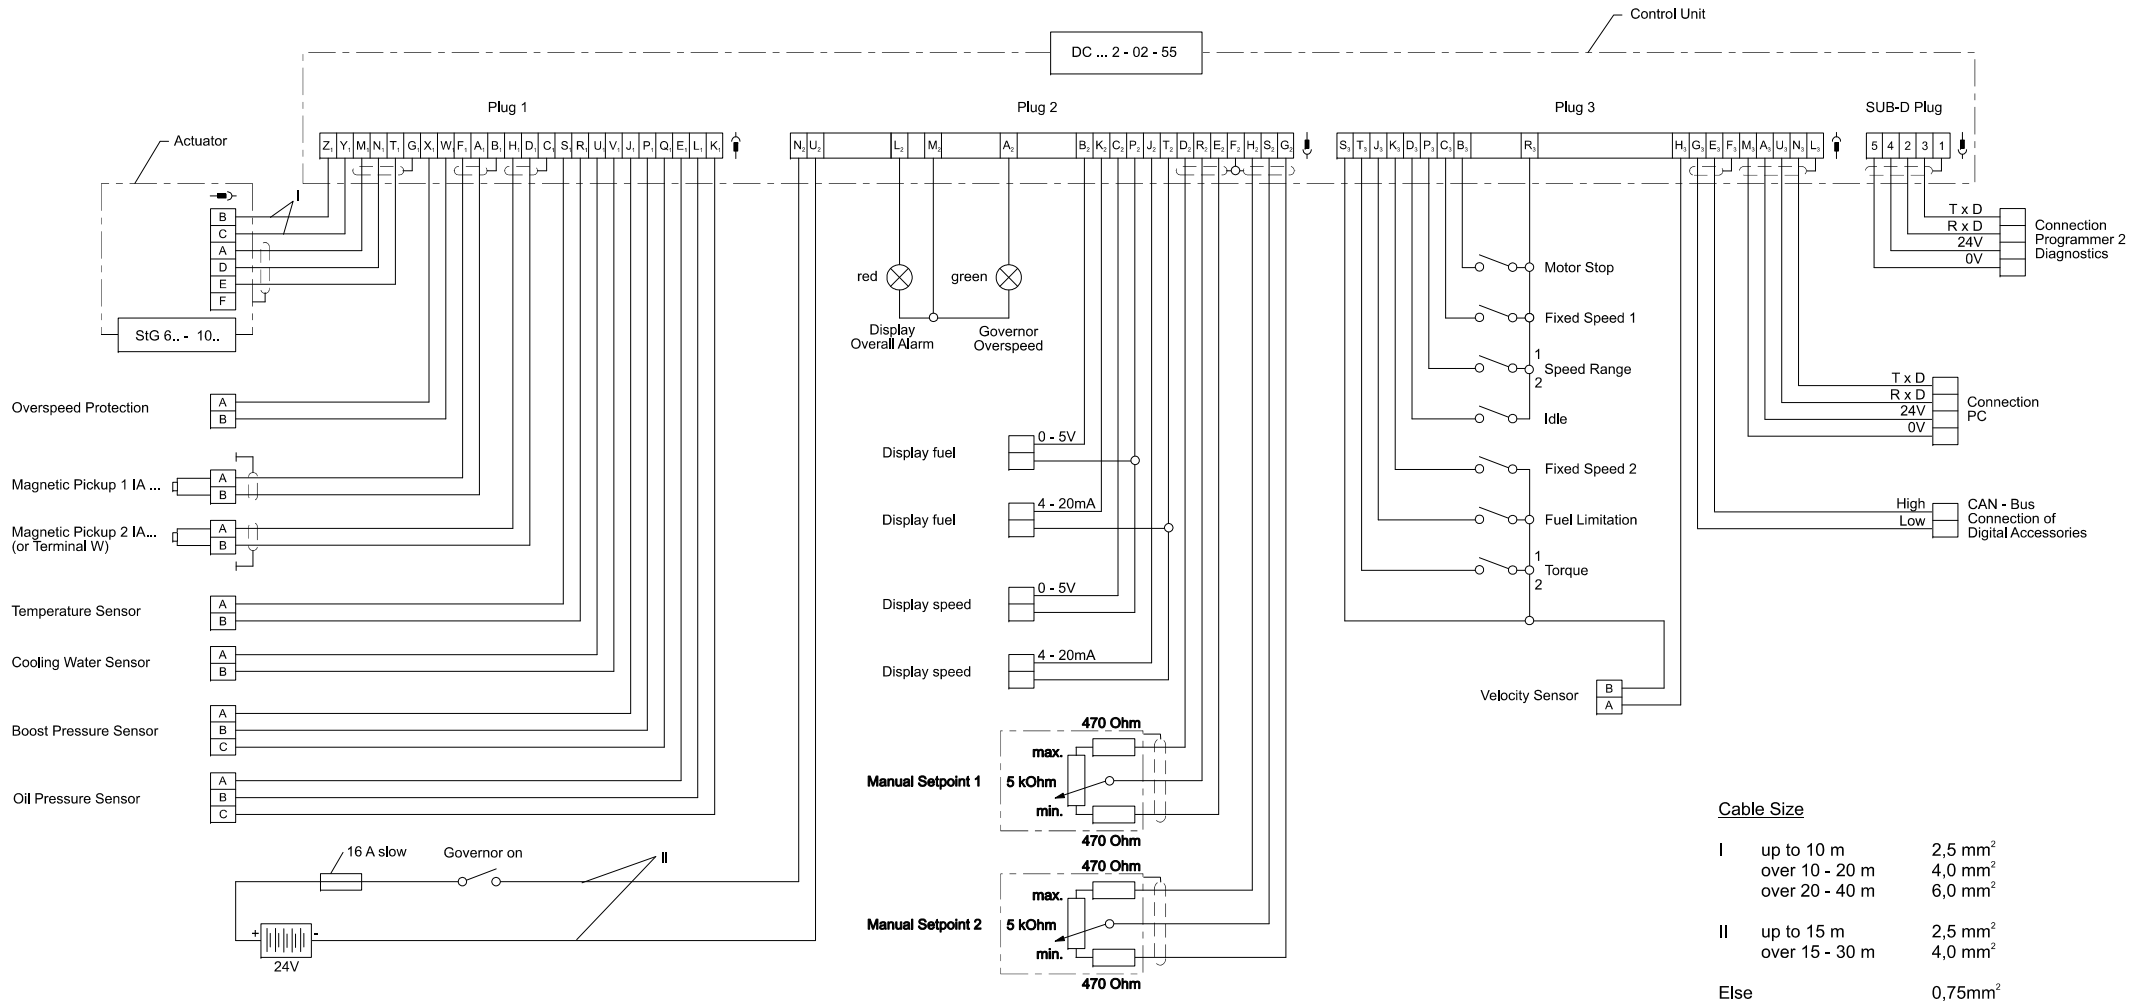 Control Unit
DC ... 2 - 02 - 55
Plug 1
Plug 2
Plug 3
SUB-D Plug
Actuator
Z₁ Y₁ M₁ N₁ T₁ G₁ X₁ W₁ F₁ A₁ B₁ H₁ D₁ C₁ S₁ R₁ U₁ V₁ J₁ P₁ Q₁ E₁ L₁ K₁
N₂ U₂ L₂ M₂ A₂ B₂ K₂ C₂ P₂ J₂ T₂ D₂ R₂ E₂ F₂ H₂ S₂ G₂
S₃ T₃ J₃ K₃ D₃ P₃ C₃ B₃ R₃ H₃ G₃ E₃ F₃ M₃ A₃ U₃ N₃ L₃
5 4 2 3 1
I
B
C
A
D
E
F
StG 6.. - 10..
T x D
R x D
24V
0V
Connection
Programmer 2
Diagnostics
red
green
Display
Overall Alarm
Governor
Overspeed
Motor Stop
Fixed Speed 1
1
Speed Range
2
Idle
Fixed Speed 2
Fuel Limitation
1
Torque
2
T x D
R x D
24V
0V
Connection
PC
High
Low
CAN - Bus
Connection of
Digital Accessories
Overspeed Protection
A
B
Magnetic Pickup 1 IA ...
A
B
Magnetic Pickup 2 IA...
(or Terminal W)
A
B
Temperature Sensor
A
B
Cooling Water Sensor
A
B
Boost Pressure Sensor
A
B
C
Oil Pressure Sensor
A
B
C
Display fuel
0 - 5V
Display fuel
4 - 20mA
Display speed
0 - 5V
Display speed
4 - 20mA
Velocity Sensor
B
A
470 Ohm
max.
Manual Setpoint 1
5 kOhm
min.
470 Ohm
470 Ohm
max.
Manual Setpoint 2
5 kOhm
min.
470 Ohm
16 A slow
Governor on
II
+
-
24V
Cable Size
I up to 10 m 2,5 mm²
over 10 - 20 m 4,0 mm²
over 20 - 40 m 6,0 mm²
II up to 15 m 2,5 mm²
over 15 - 30 m 4,0 mm²
Else 0,75mm²